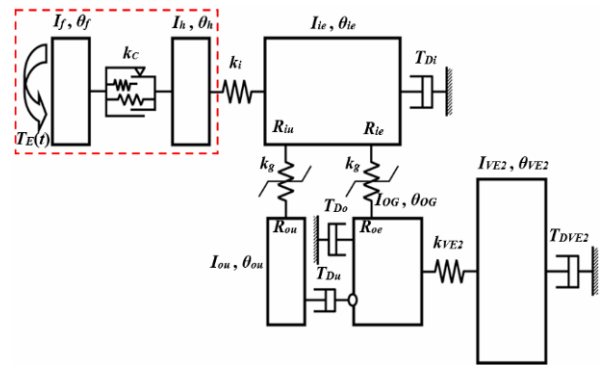 I_f , θ_f
I_h , θ_h
I_ie , θ_ie
k_C
k_i
T_Di
T_E(t)
R_iu
R_ie
k_g
k_g
I_VE2 , θ_VE2
T_Do
I_OG , θ_OG
R_ou
R_oe
k_VE2
T_DVE2
I_ou , θ_ou
T_Du